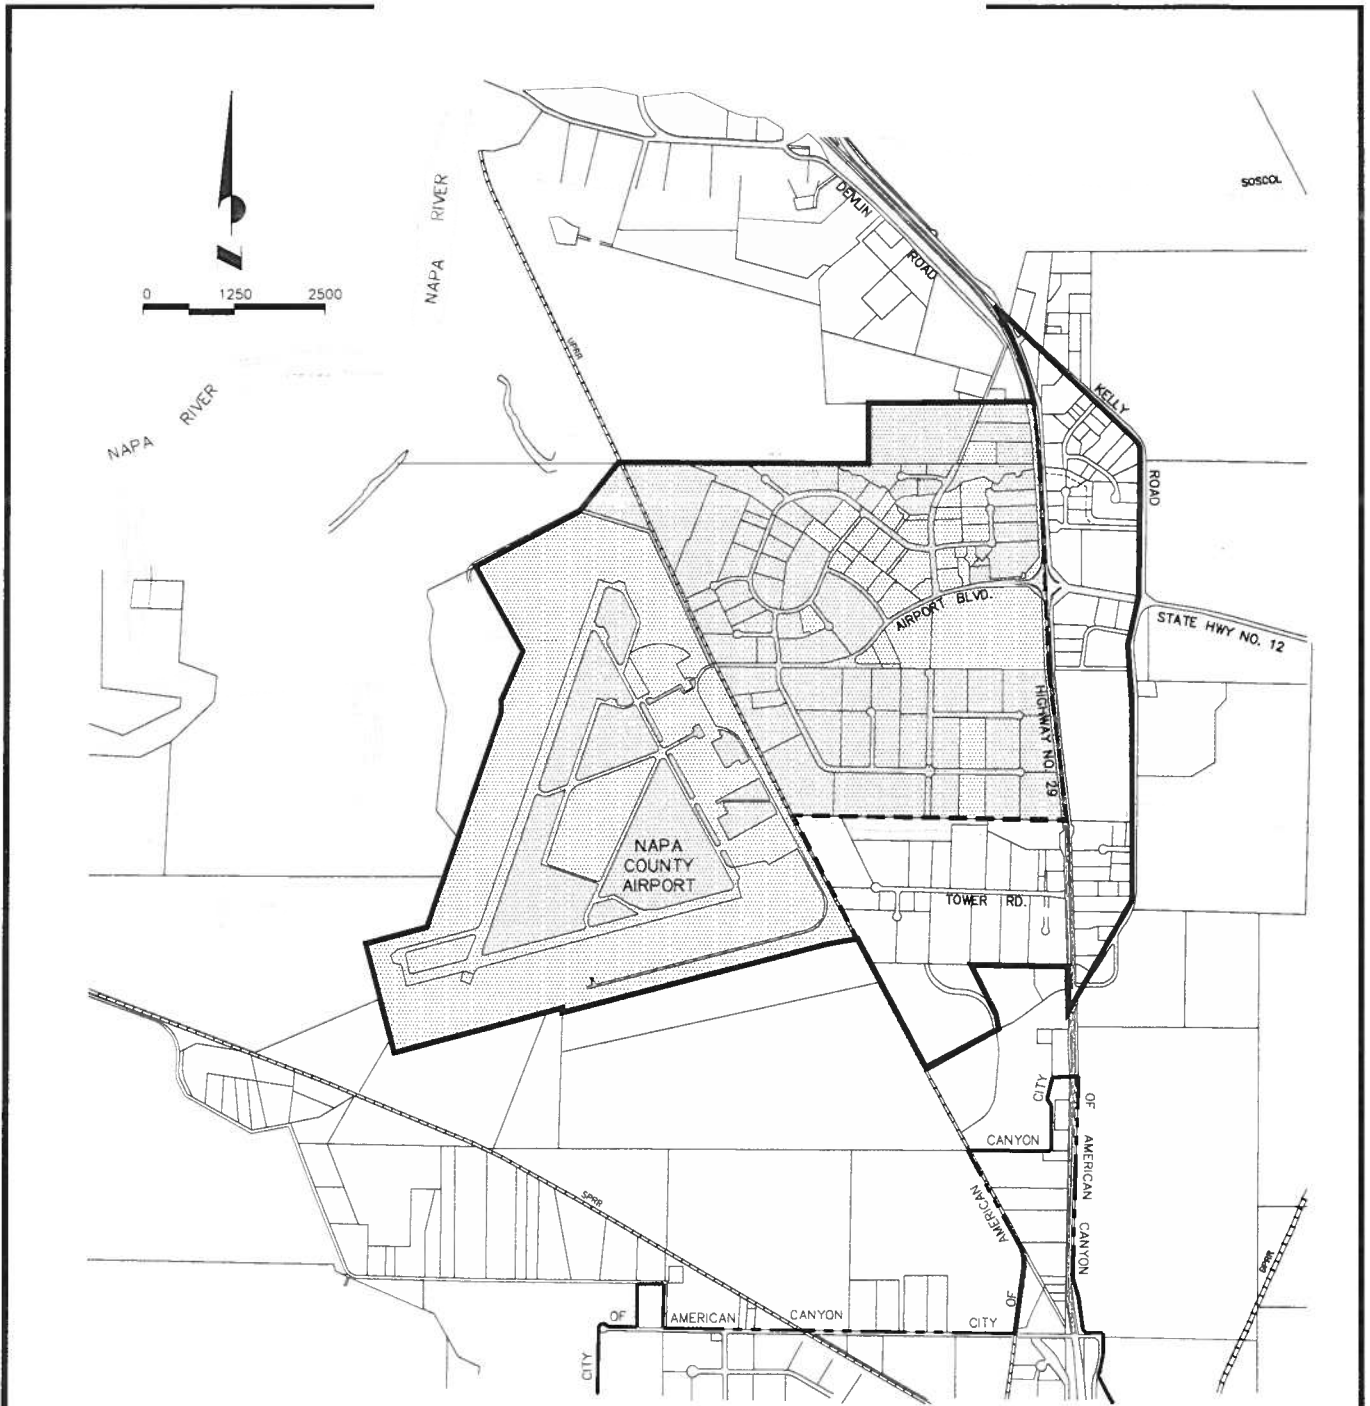 SOSCOL
NAPA RIVER
DEVLIN
ROAD
0 1250 2500
UPRR
NAPA RIVER
KELLY
ROAD
AIRPORT BLVD.
STATE HWY NO. 12
HIGHWAY NO. 29
NAPA
COUNTY
AIRPORT
TOWER RD.
CITY
OF
AMERICAN
CANYON
CANYON
AMERICAN
OF
SPRR
SPRR
OF
AMERICAN
CANYON
CITY
CITY